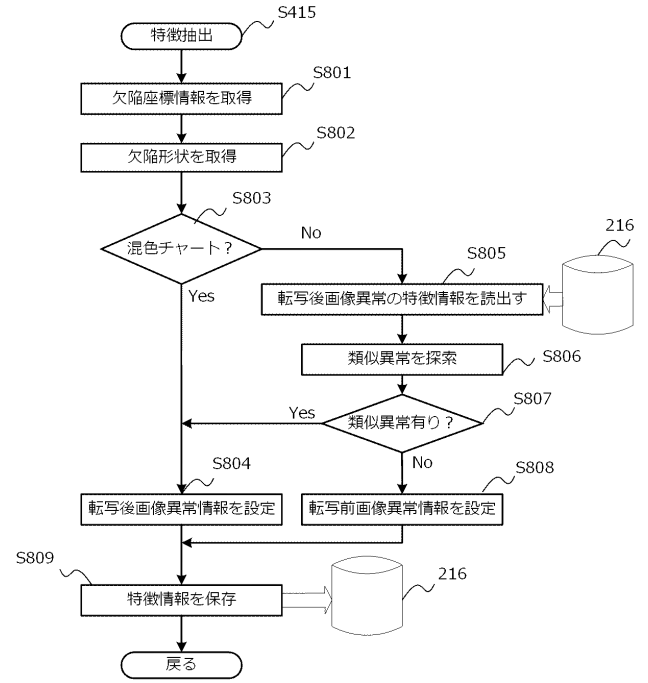 特徴抽出
S415
欠陥座標情報を取得
S801
欠陥形状を取得
S802
混色チャート？
S803
No
Yes
転写後画像異常の特徴情報を読出す
S805
216
類似異常を探索
S806
類似異常有り？
S807
Yes
No
転写後画像異常情報を設定
S804
転写前画像異常情報を設定
S808
特徴情報を保存
S809
216
戻る